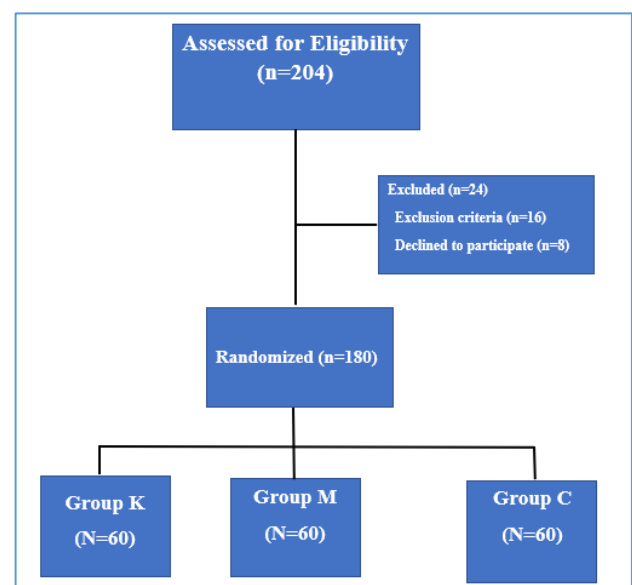 Assessed for Eligibility
(n=204)
Excluded (n=24)
Exclusion criteria (n=16)
Declined to participate (n=8)
Randomized (n=180)
Group K
(N=60)
Group M
(N=60)
Group C
(N=60)